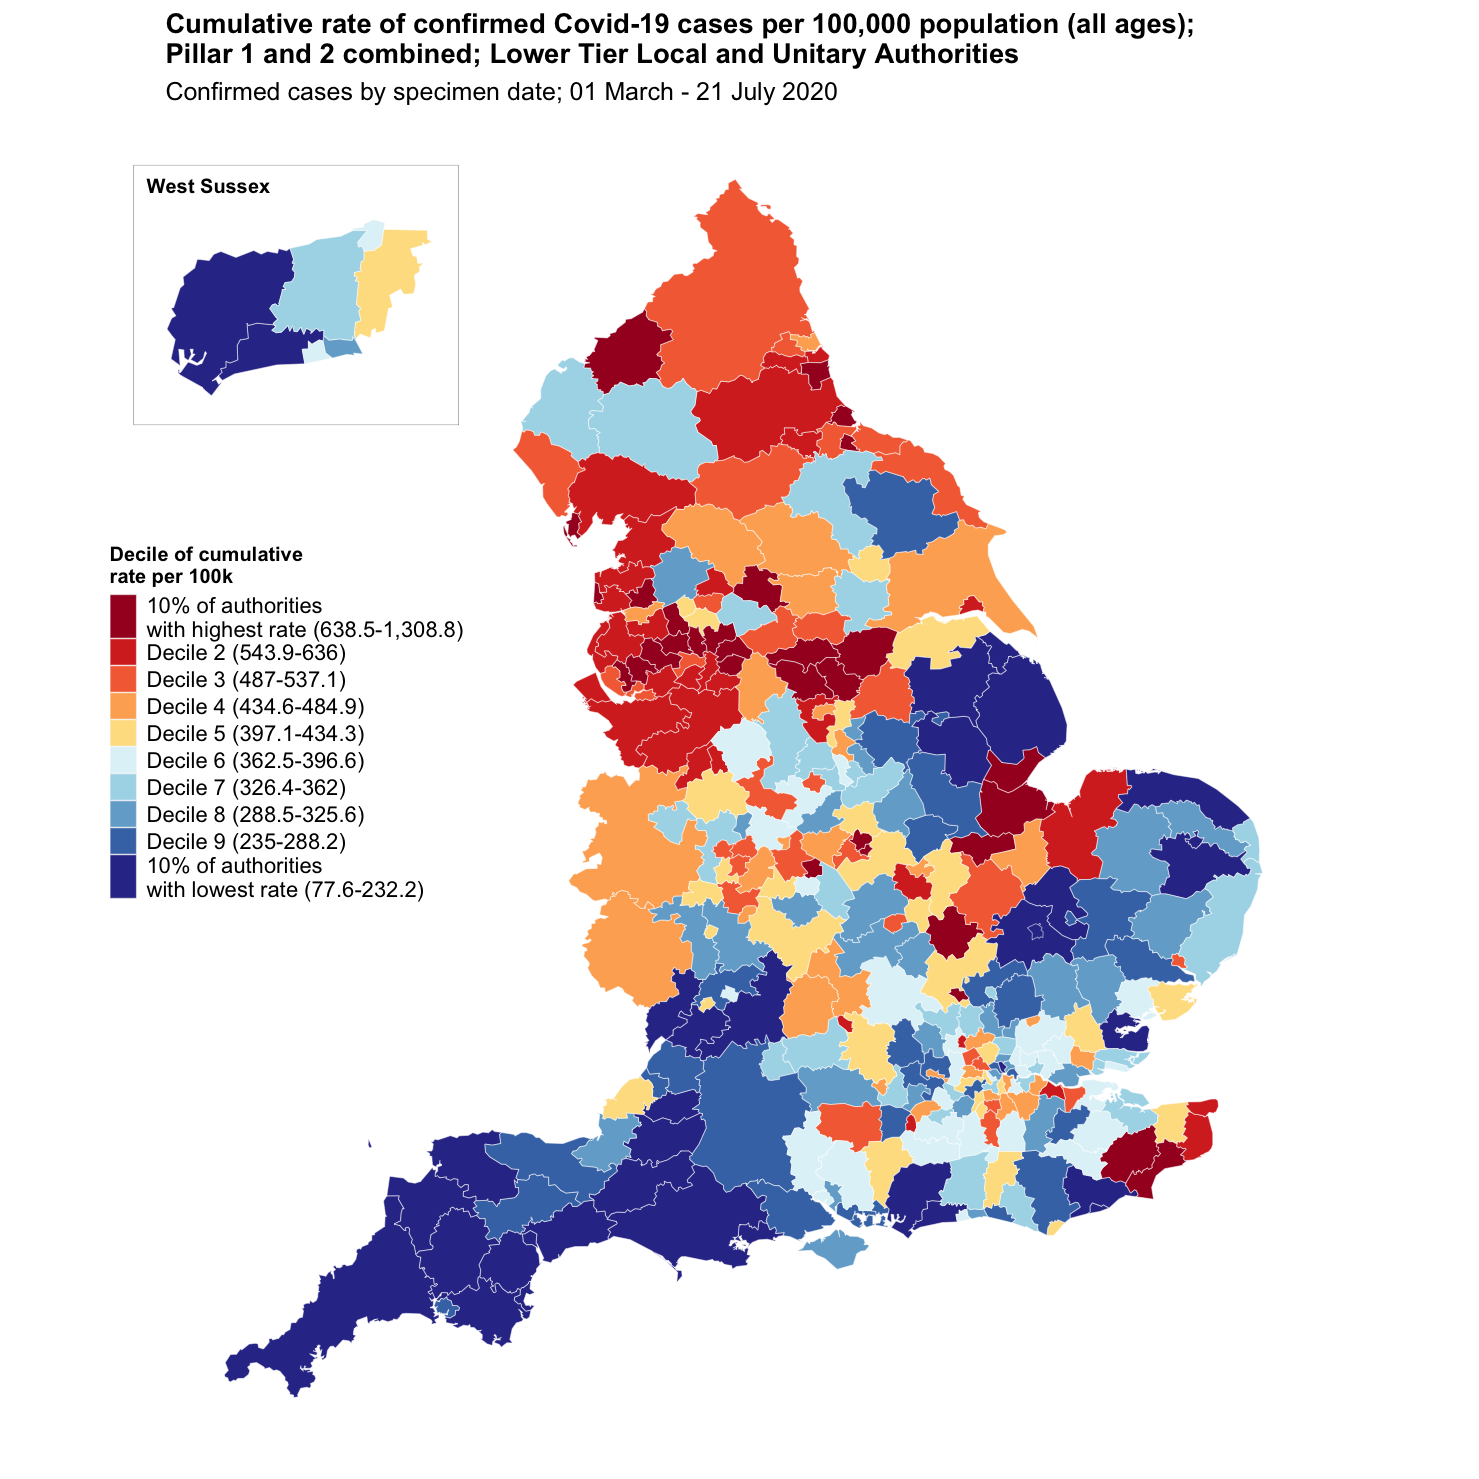 Cumulative rate of confirmed Covid-19 cases per 100,000 population (all ages);
Pillar 1 and 2 combined; Lower Tier Local and Unitary Authorities
Confirmed cases by specimen date; 01 March - 21 July 2020
West Sussex
Decile of cumulative
rate per 100k
10% of authorities
with highest rate (638.5-1,308.8)
Decile 2 (543.9-636)
Decile 3 (487-537.1)
Decile 4 (434.6-484.9)
Decile 5 (397.1-434.3)
Decile 6 (362.5-396.6)
Decile 7 (326.4-362)
Decile 8 (288.5-325.6)
Decile 9 (235-288.2)
10% of authorities
with lowest rate (77.6-232.2)